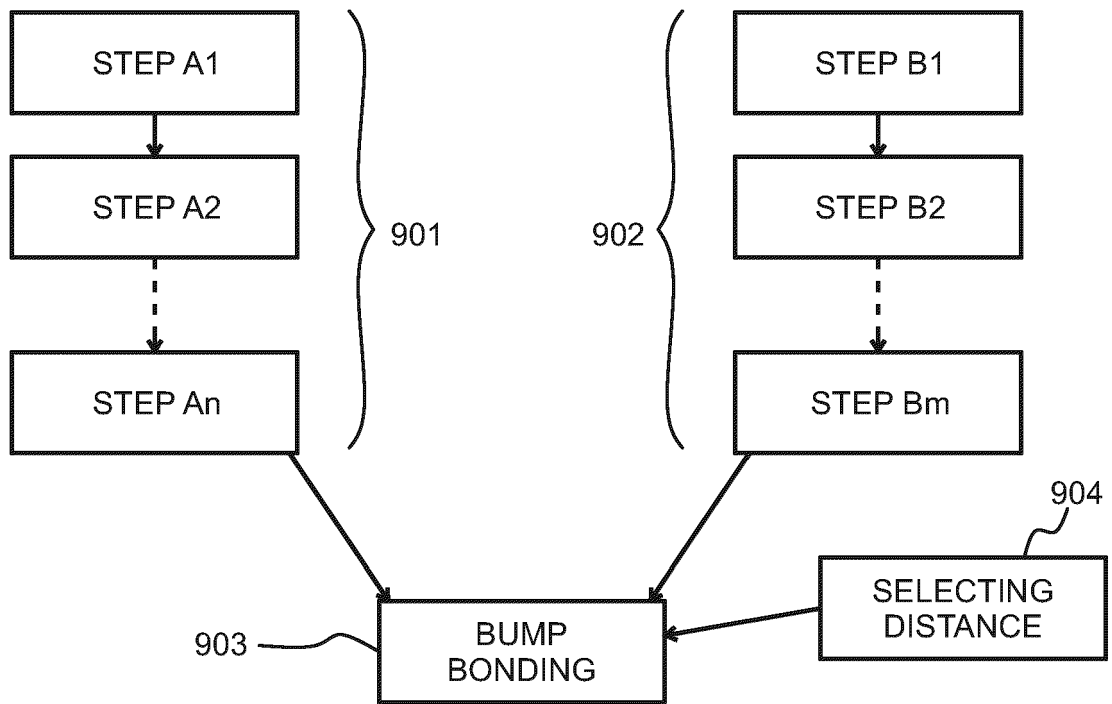 STEP A1
STEP B1
STEP A2
STEP B2
901
902
STEP An
STEP Bm
904
SELECTING
DISTANCE
903
BUMP
BONDING